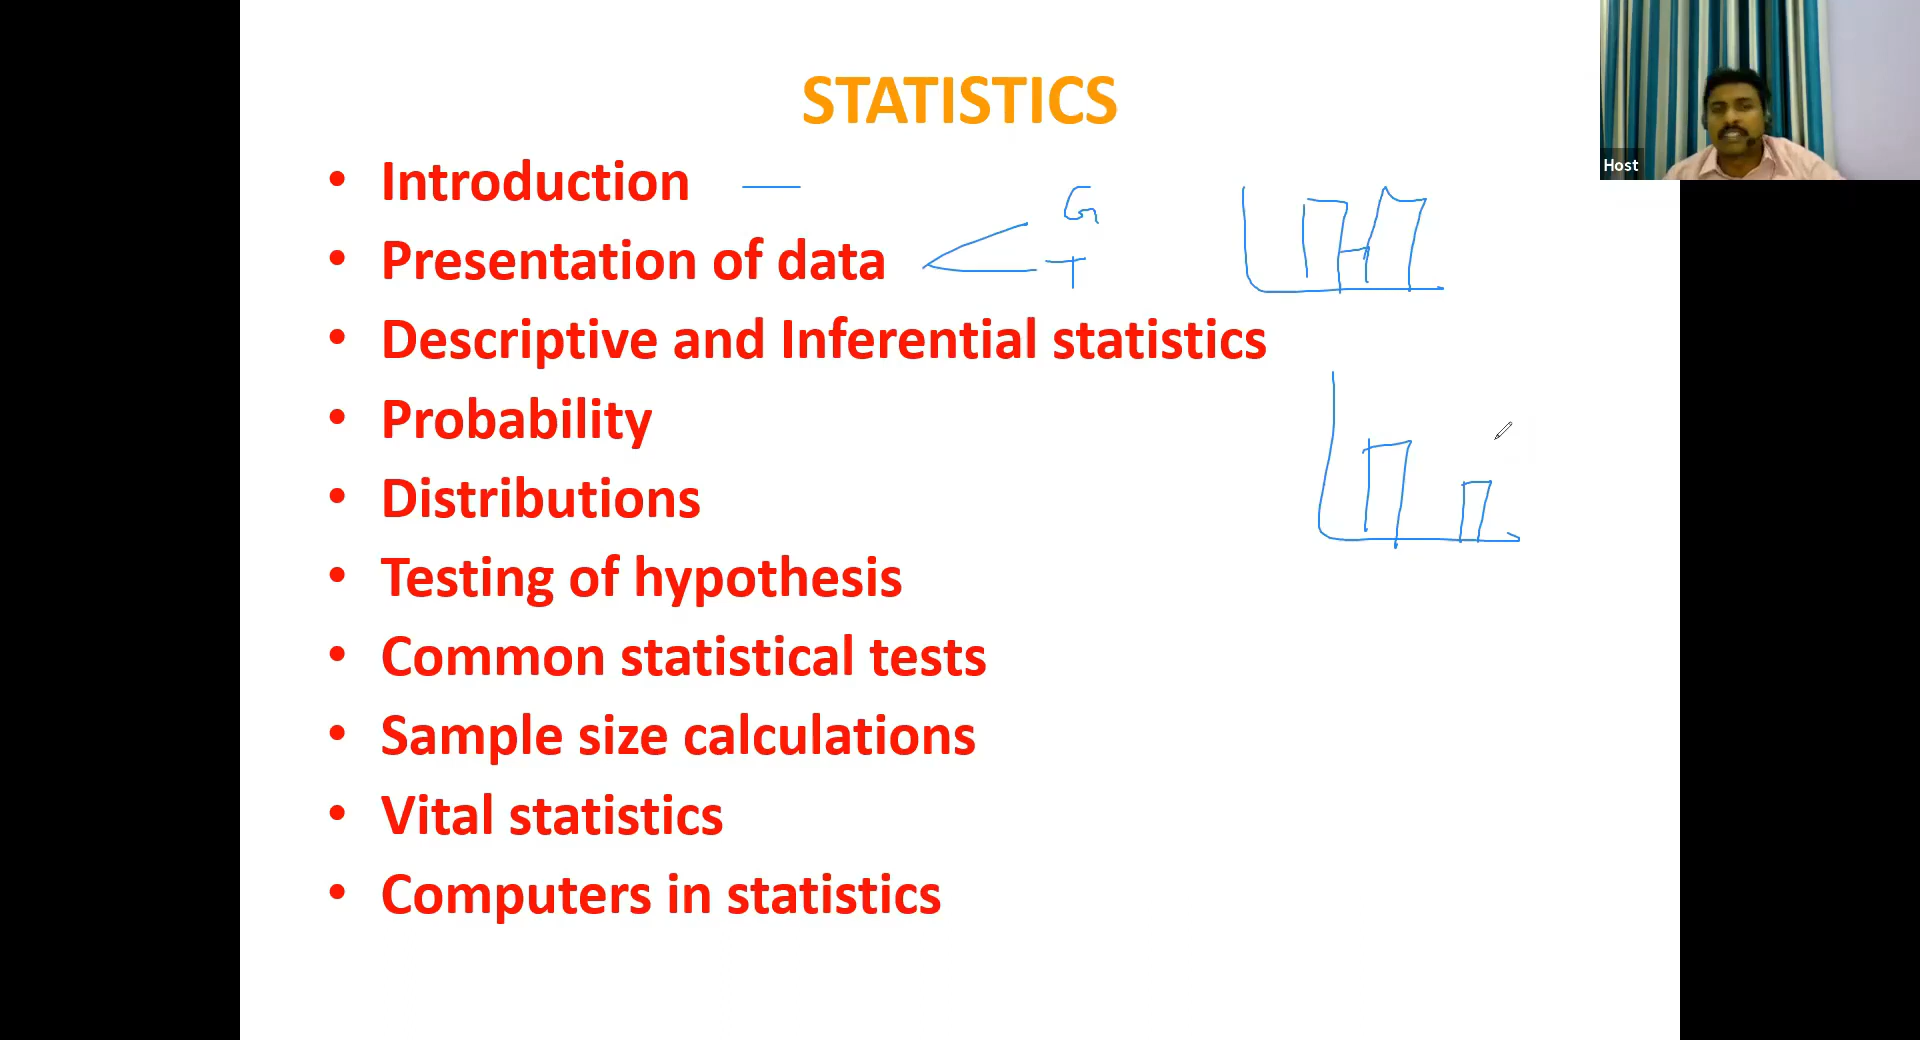 STATISTICS
Host
• Introduction
G
• Presentation of data
T
• Descriptive and Inferential statistics
• Probability
• Distributions
• Testing of hypothesis
• Common statistical tests
• Sample size calculations
• Vital statistics
• Computers in statistics